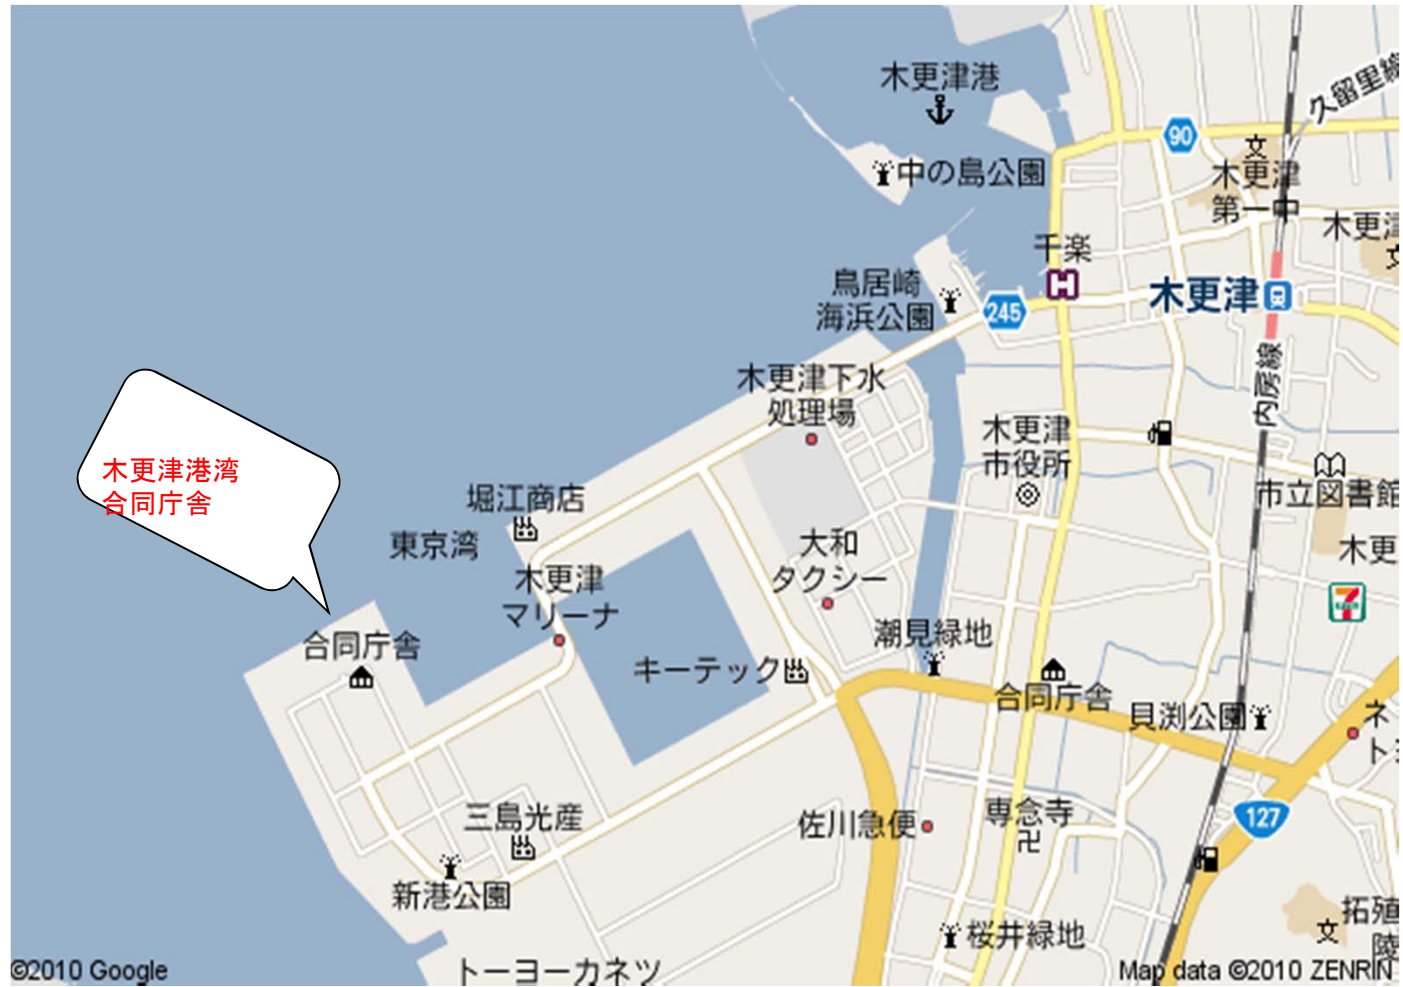 木更津港
久留里線
90
中の島公園
木更津
第一中
木更津
千楽
鳥居崎
海浜公園
245
木更津
木更津下水
処理場
内房線
木更津
市役所
木更津港湾
合同庁舎
堀江商店
市立図書館
東京湾
大和
タクシー
木更
木更津
マリーナ
7
潮見緑地
合同庁舎
キーテック
合同庁舎
貝渕公園
ネ
ト
三島光産
佐川急便
専念寺
127
新港公園
拓殖
陵
桜井緑地
©2010 Google
トーヨーカネツ
Map data ©2010 ZENRIN